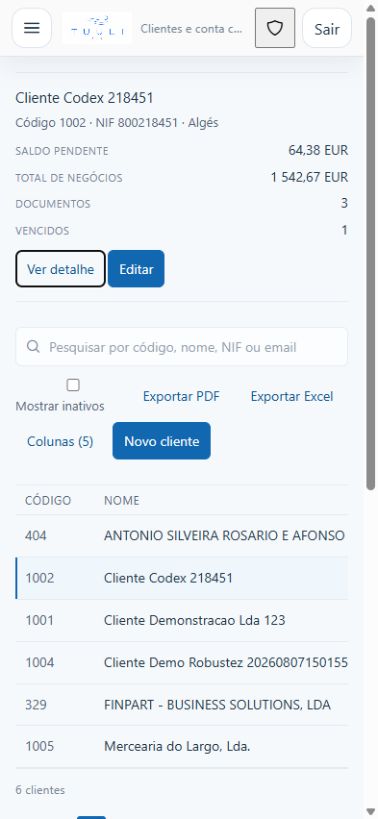 TUALI
Clientes e conta c...
Sair
Cliente Codex 218451
Código 1002 · NIF 800218451 · Algés
SALDO PENDENTE 64,38 EUR
TOTAL DE NEGÓCIOS 1 542,67 EUR
DOCUMENTOS 3
VENCIDOS 1
Ver detalhe Editar
Pesquisar por código, nome, NIF ou email
Mostrar inativos Exportar PDF Exportar Excel
Colunas (5) Novo cliente
CÓDIGO NOME
404 ANTONIO SILVEIRA ROSARIO E AFONSO
1002 Cliente Codex 218451
1001 Cliente Demonstracao Lda 123
1004 Cliente Demo Robustez 20260807150155
329 FINPART - BUSINESS SOLUTIONS, LDA
1005 Mercearia do Largo, Lda.
6 clientes